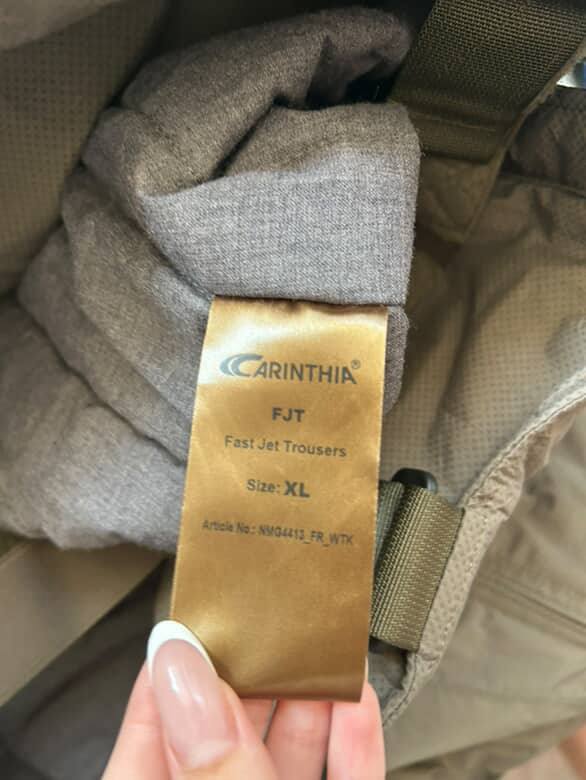 CARINTHIA®
FJT
Fast Jet Trousers
Size: XL
Article No.: NMG4413_FR_WTK